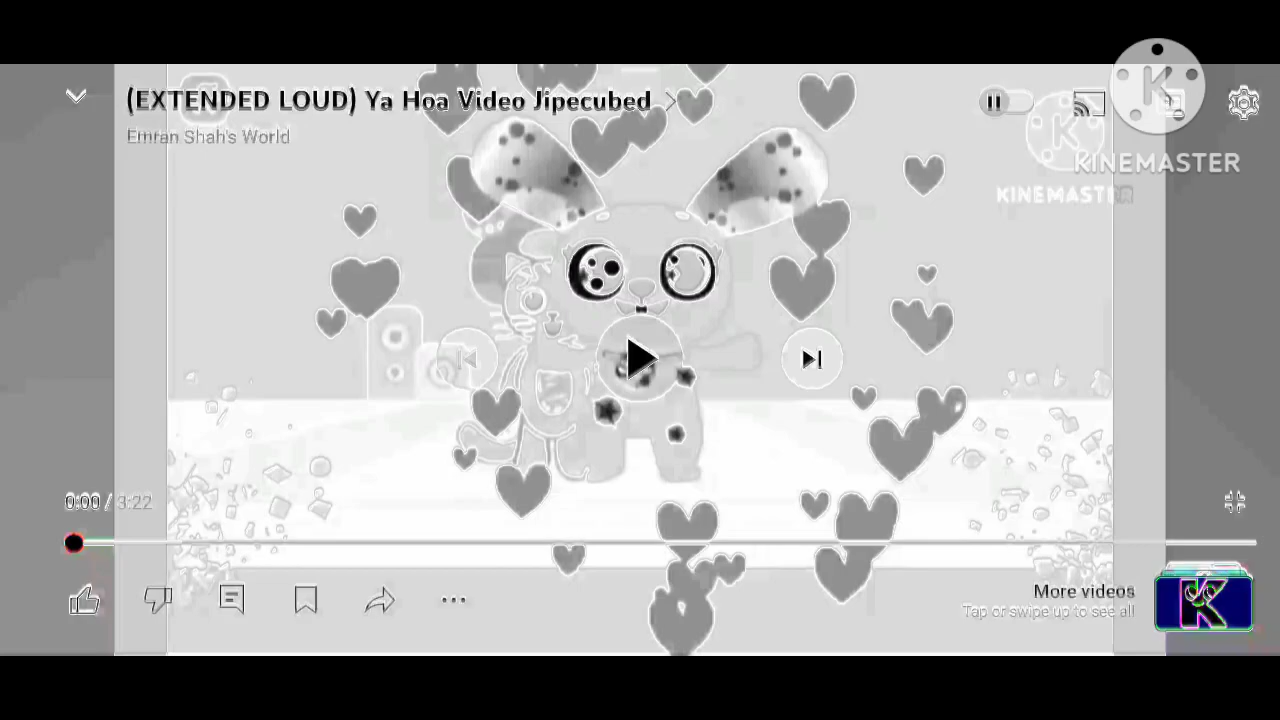 (EXTENDED LOUD) Ya Hoa Video Jipecubed
Emran Shah's World
K
KINEMASTER
K
KINEMASTER
0:00 / 3:22
More videos
Tap or swipe up to see all
K